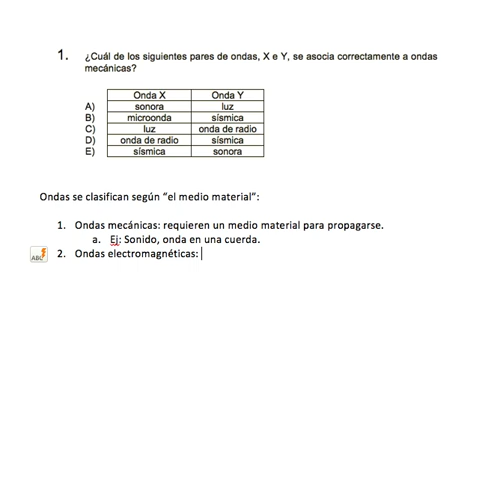 1. ¿Cuál de los siguientes pares de ondas, X e Y, se asocia correctamente a ondas
mecánicas?
Onda X Onda Y
A) sonora luz
B) microonda sísmica
C) luz onda de radio
D) onda de radio sísmica
E) sísmica sonora
Ondas se clasifican según "el medio material":
1. Ondas mecánicas: requieren un medio material para propagarse.
a. Ej: Sonido, onda en una cuerda.
ABC
2. Ondas electromagnéticas: